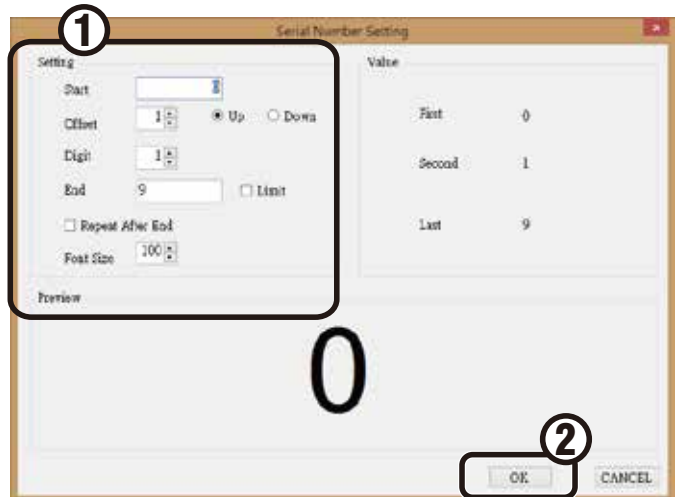 1
Serial Number Setting
Setting
Start 0
Offset 1 Up Down
Digit 1
End 9 Limit
Repeat After End
Font Size 100
Value
First 0
Second 1
Last 9
Preview
0
2
OK CANCEL